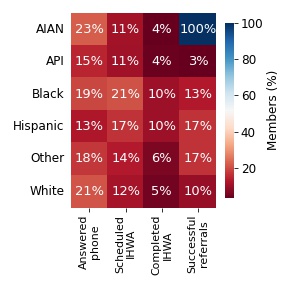 AIAN 23% 11% 4% 100%
API 15% 11% 4% 3%
Black 19% 21% 10% 13%
Hispanic 13% 17% 10% 17%
Other 18% 14% 6% 17%
White 21% 12% 5% 10%
Answered
phone
Scheduled
IHWA
Completed
IHWA
Successful
referrals
100
80
60
40
20
Members (%)